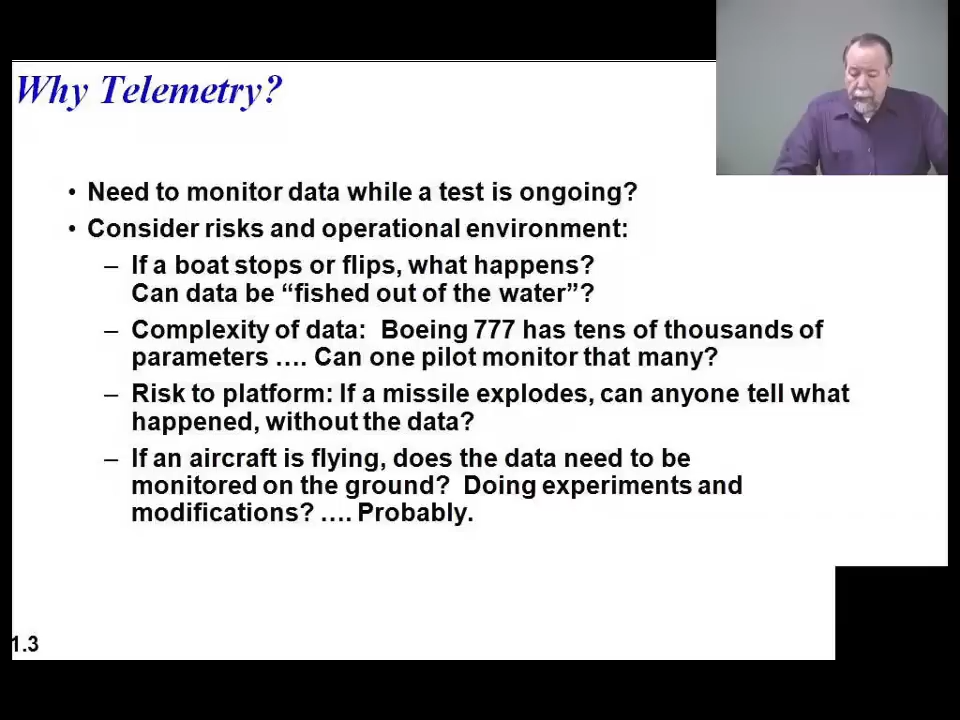 Why Telemetry?
• Need to monitor data while a test is ongoing?
• Consider risks and operational environment:
– If a boat stops or flips, what happens?
Can data be “fished out of the water”?
– Complexity of data:  Boeing 777 has tens of thousands of
parameters …. Can one pilot monitor that many?
– Risk to platform: If a missile explodes, can anyone tell what
happened, without the data?
– If an aircraft is flying, does the data need to be
monitored on the ground?  Doing experiments and
modifications? …. Probably.
1.3